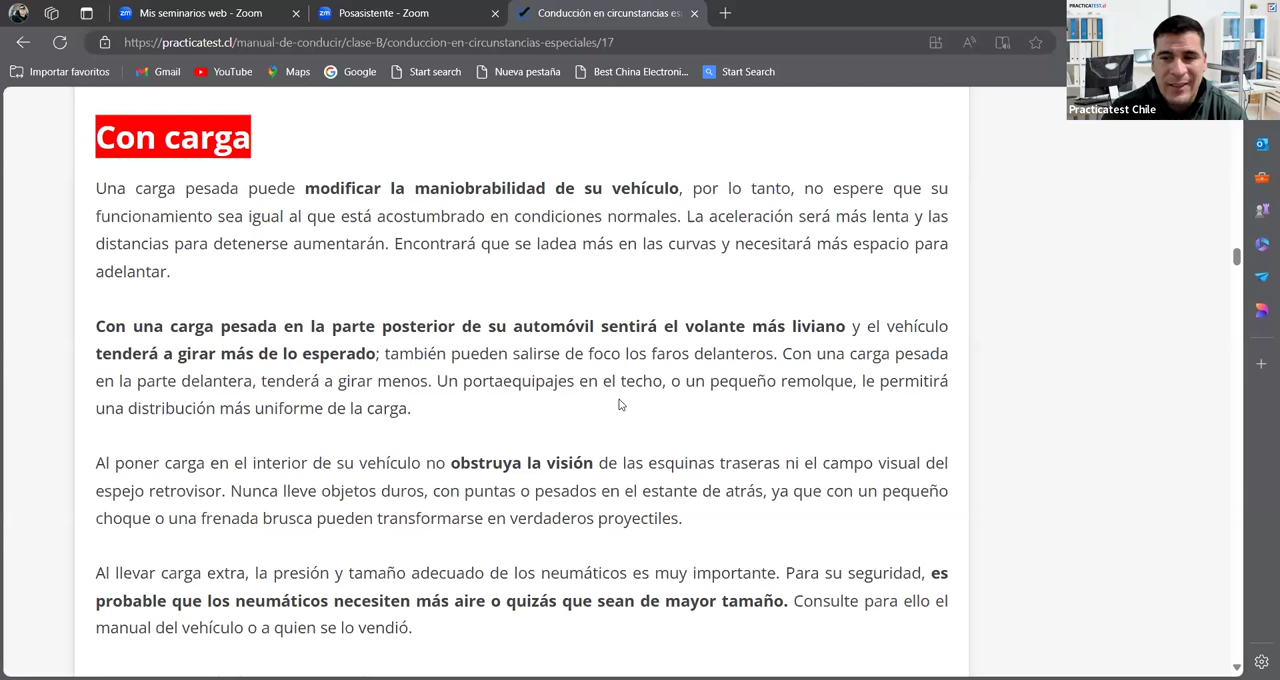 Mis seminarios web - Zoom
Posasistente - Zoom
Conducción en circunstancias es
https://practicatest.cl/manual-de-conducir/clase-B/conduccion-en-circunstancias-especiales/17
Importar favoritos
Gmail
YouTube
Maps
Google
Start search
Nueva pestaña
Best China Electroni...
Start Search
PRACTICATEST.cl
Practicatest Chile
Con carga
Una carga pesada puede modificar la maniobrabilidad de su vehículo, por lo tanto, no espere que su
funcionamiento sea igual al que está acostumbrado en condiciones normales. La aceleración será más lenta y las
distancias para detenerse aumentarán. Encontrará que se ladea más en las curvas y necesitará más espacio para
adelantar.
Con una carga pesada en la parte posterior de su automóvil sentirá el volante más liviano y el vehículo
tenderá a girar más de lo esperado; también pueden salirse de foco los faros delanteros. Con una carga pesada
en la parte delantera, tenderá a girar menos. Un portaequipajes en el techo, o un pequeño remolque, le permitirá
una distribución más uniforme de la carga.
Al poner carga en el interior de su vehículo no obstruya la visión de las esquinas traseras ni el campo visual del
espejo retrovisor. Nunca lleve objetos duros, con puntas o pesados en el estante de atrás, ya que con un pequeño
choque o una frenada brusca pueden transformarse en verdaderos proyectiles.
Al llevar carga extra, la presión y tamaño adecuado de los neumáticos es muy importante. Para su seguridad, es
probable que los neumáticos necesiten más aire o quizás que sean de mayor tamaño. Consulte para ello el
manual del vehículo o a quien se lo vendió.